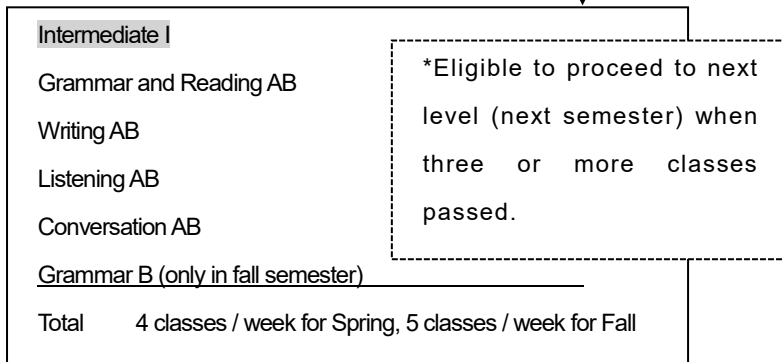 Intermediate I
Grammar and Reading AB
Writing AB
Listening AB
Conversation AB
Grammar B (only in fall semester)
Total 4 classes / week for Spring, 5 classes / week for Fall
*Eligible to proceed to next
level (next semester) when
three or more classes
passed.